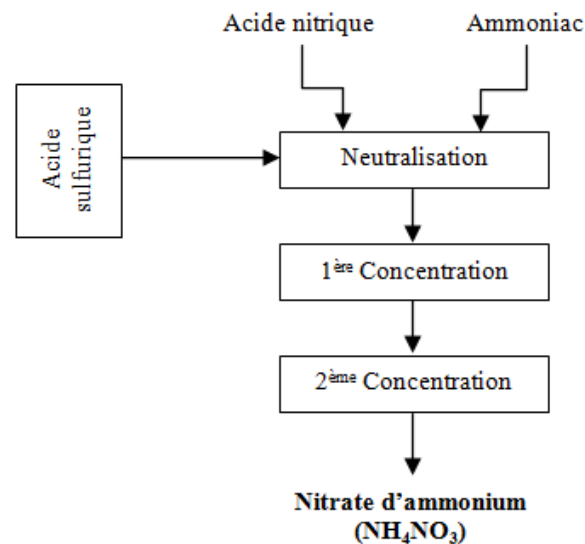 Acide nitrique
Ammoniac
Acide
sulfurique
Neutralisation
1ère Concentration
2ème Concentration
Nitrate d’ammonium
(NH₄NO₃)